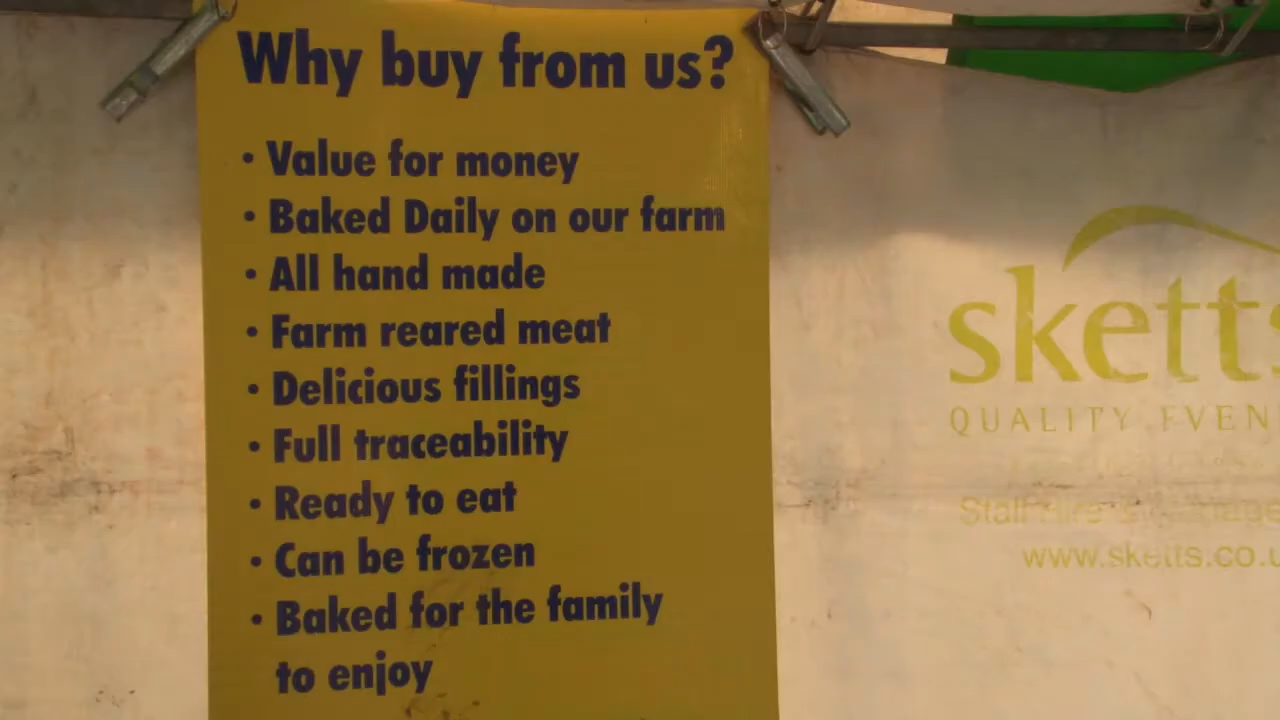 Why buy from us?
• Value for money
• Baked Daily on our farm
• All hand made
• Farm reared meat
• Delicious fillings
• Full traceability
• Ready to eat
• Can be frozen
• Baked for the family
to enjoy
sketts
QUALITY EVEN
Stall Hire
www.sketts.co.u